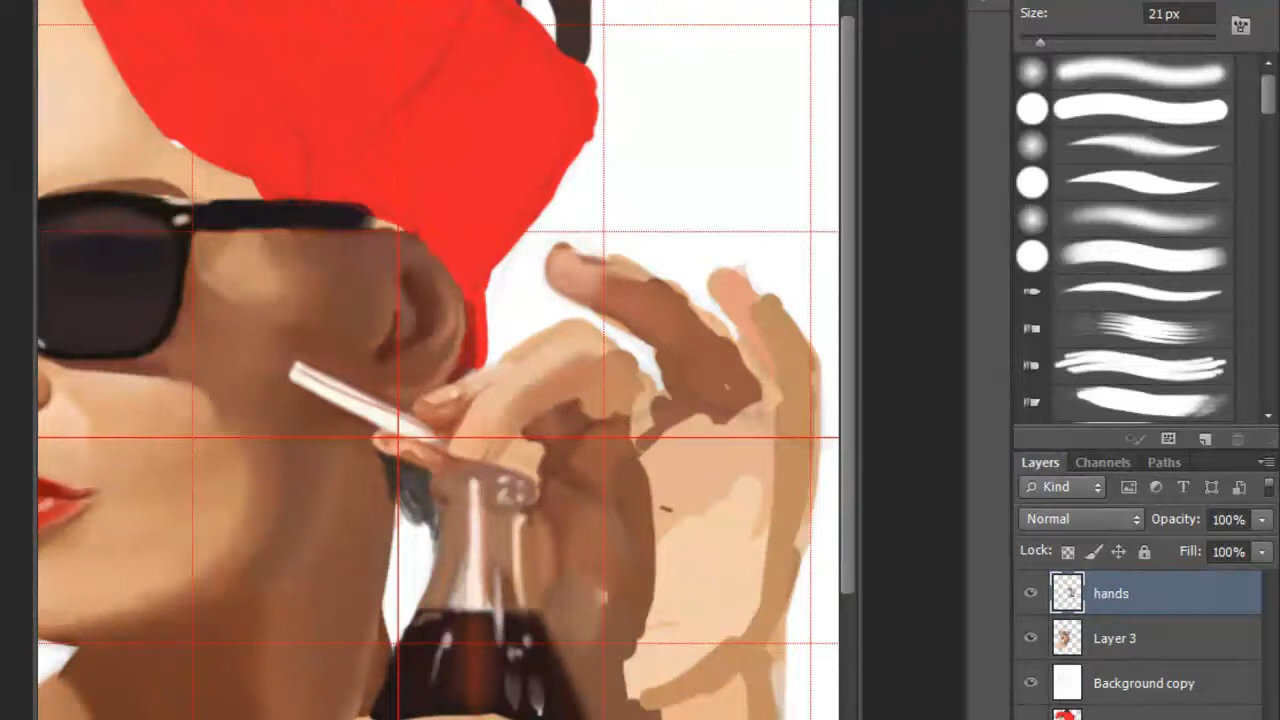 Size:
21 px
Layers Channels Paths
Kind
Normal Opacity: 100%
Lock: Fill: 100%
hands
Layer 3
Background copy